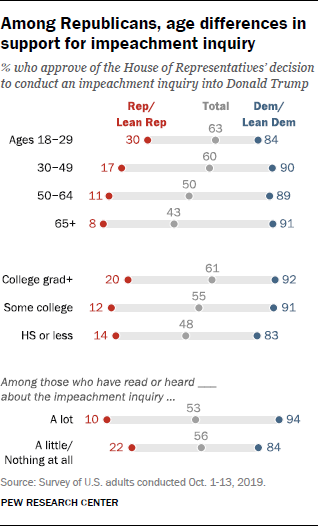 Among Republicans, age differences in
support for impeachment inquiry
% who approve of the House of Representatives' decision
to conduct an impeachment inquiry into Donald Trump
Rep/ Lean Rep Total Dem/ Lean Dem
Ages 18-29 30 63 84
30-49 17 60 90
50-64 11 50 89
65+ 8 43 91
College grad+ 20 61 92
Some college 12 55 91
HS or less 14 48 83
Among those who have read or heard ___
about the impeachment inquiry ...
A lot 10 53 94
A little/ Nothing at all 22 56 84
Source: Survey of U.S. adults conducted Oct. 1-13, 2019.
PEW RESEARCH CENTER